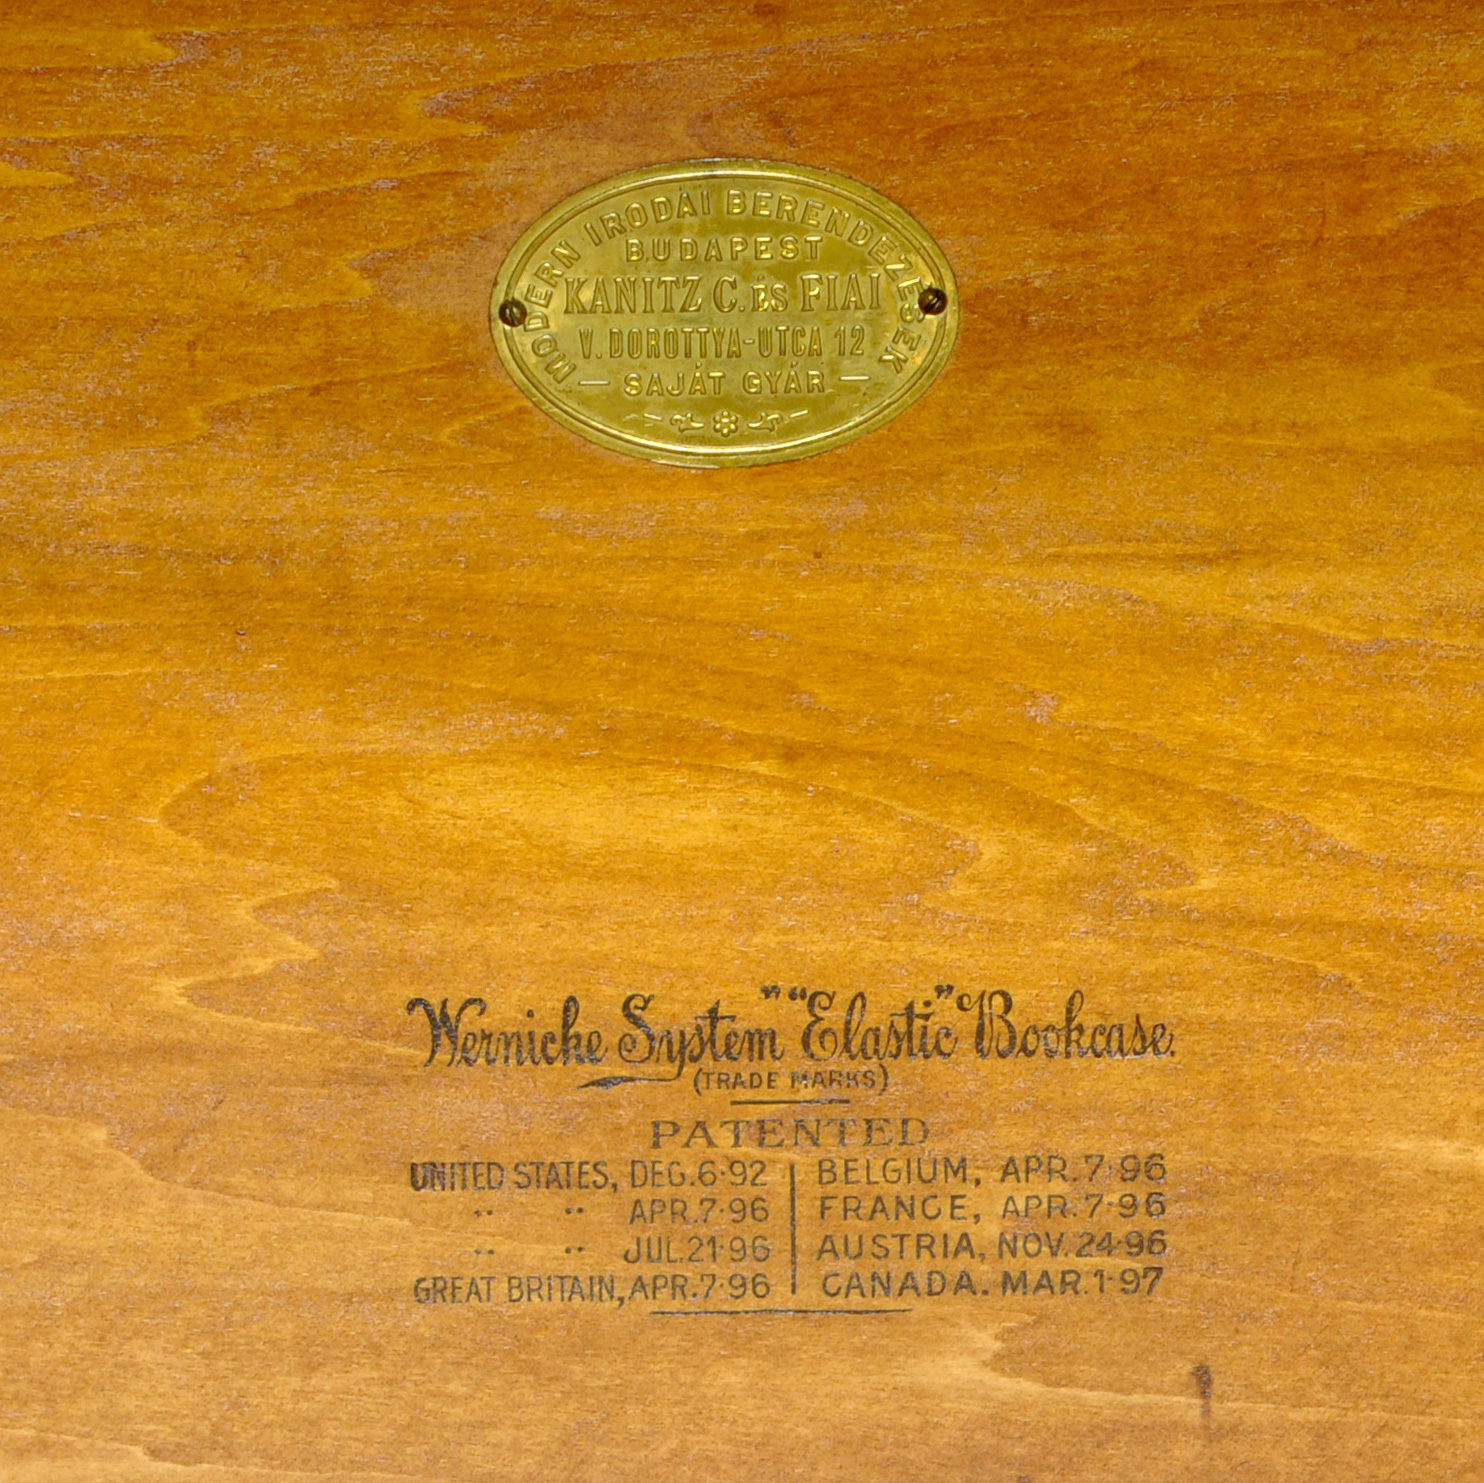 MODERN IRODAI BERENDEZÉSEK
BUDAPEST
KANITZ C. ÉS FIAI
V. DOROTTYA-UTCA 12
— SAJÁT GYÁR —
Wernicke System" "Elastic" Bookcase.
(TRADE MARKS)
PATENTED
UNITED STATES, DEC.6·92 | BELGIUM, APR.7·96
" " APR.7·96 | FRANCE, APR.7·96
" " JUL.21·96 | AUSTRIA, NOV.24·96
GREAT BRITAIN, APR.7·96 | CANADA. MAR.1·97